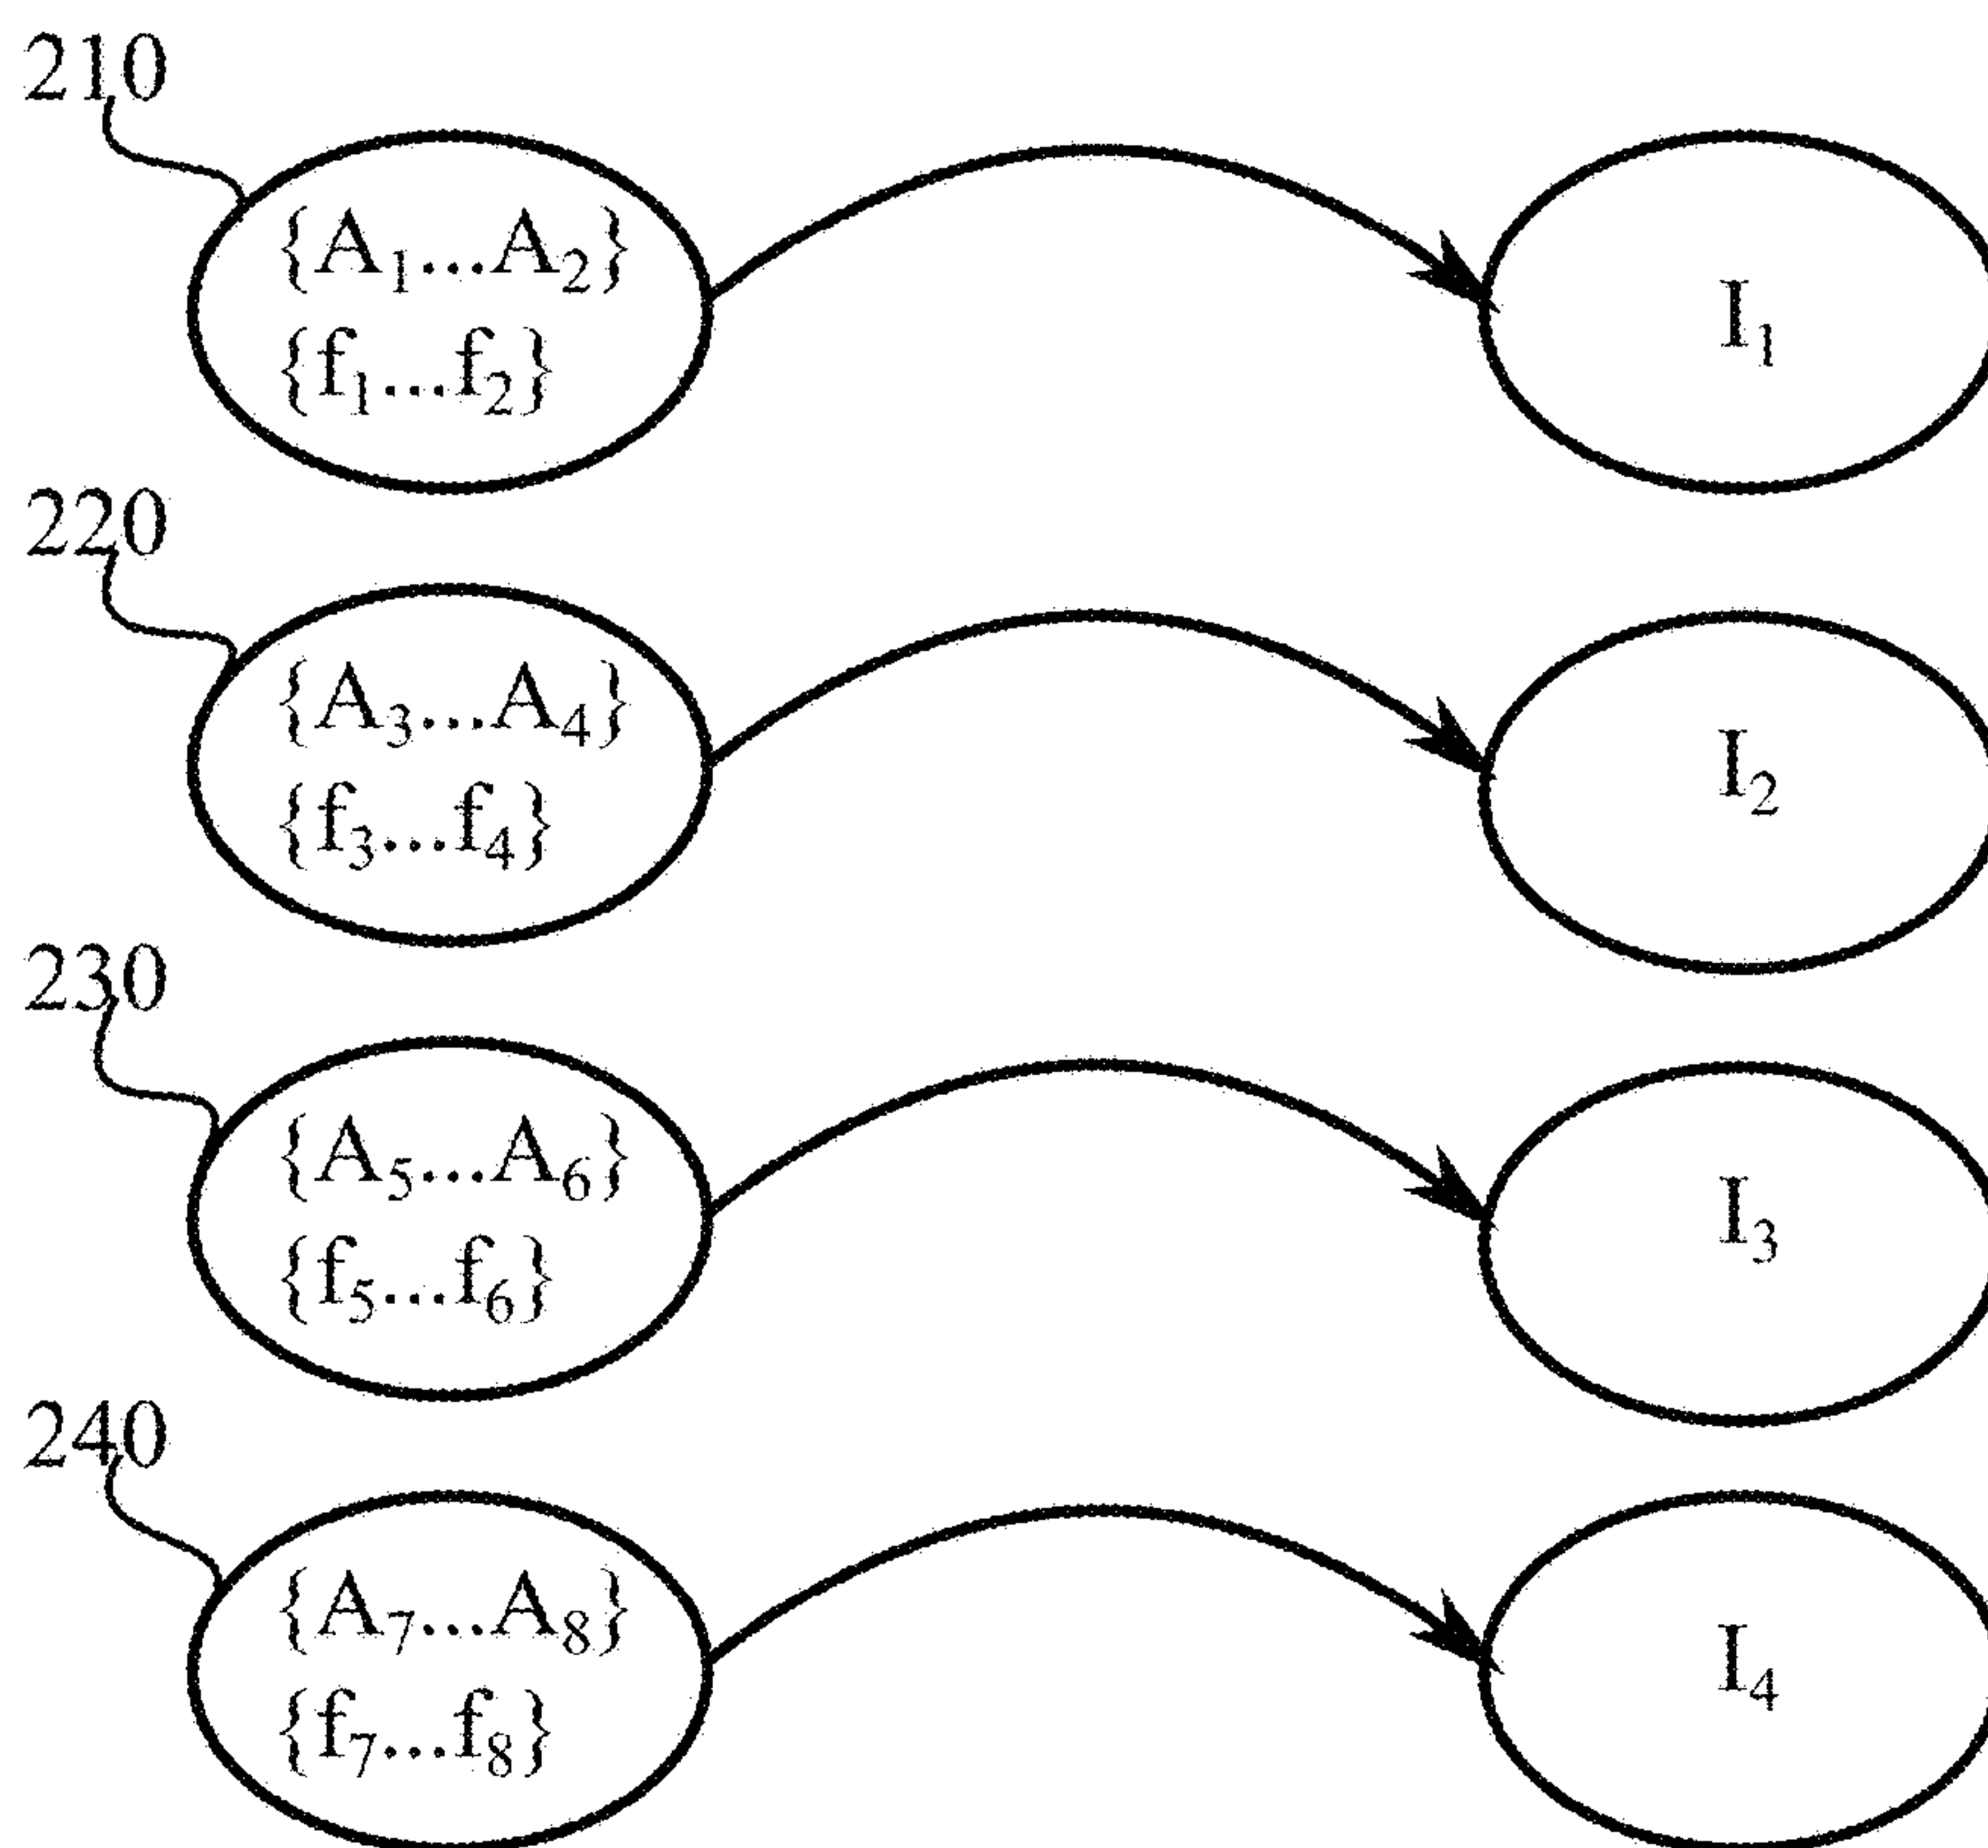 210
{A₁...A₂}
{f₁...f₂}
I₁
220
{A₃...A₄}
{f₃...f₄}
I₂
230
{A₅...A₆}
{f₅...f₆}
I₃
240
{A₇...A₈}
{f₇...f₈}
I₄